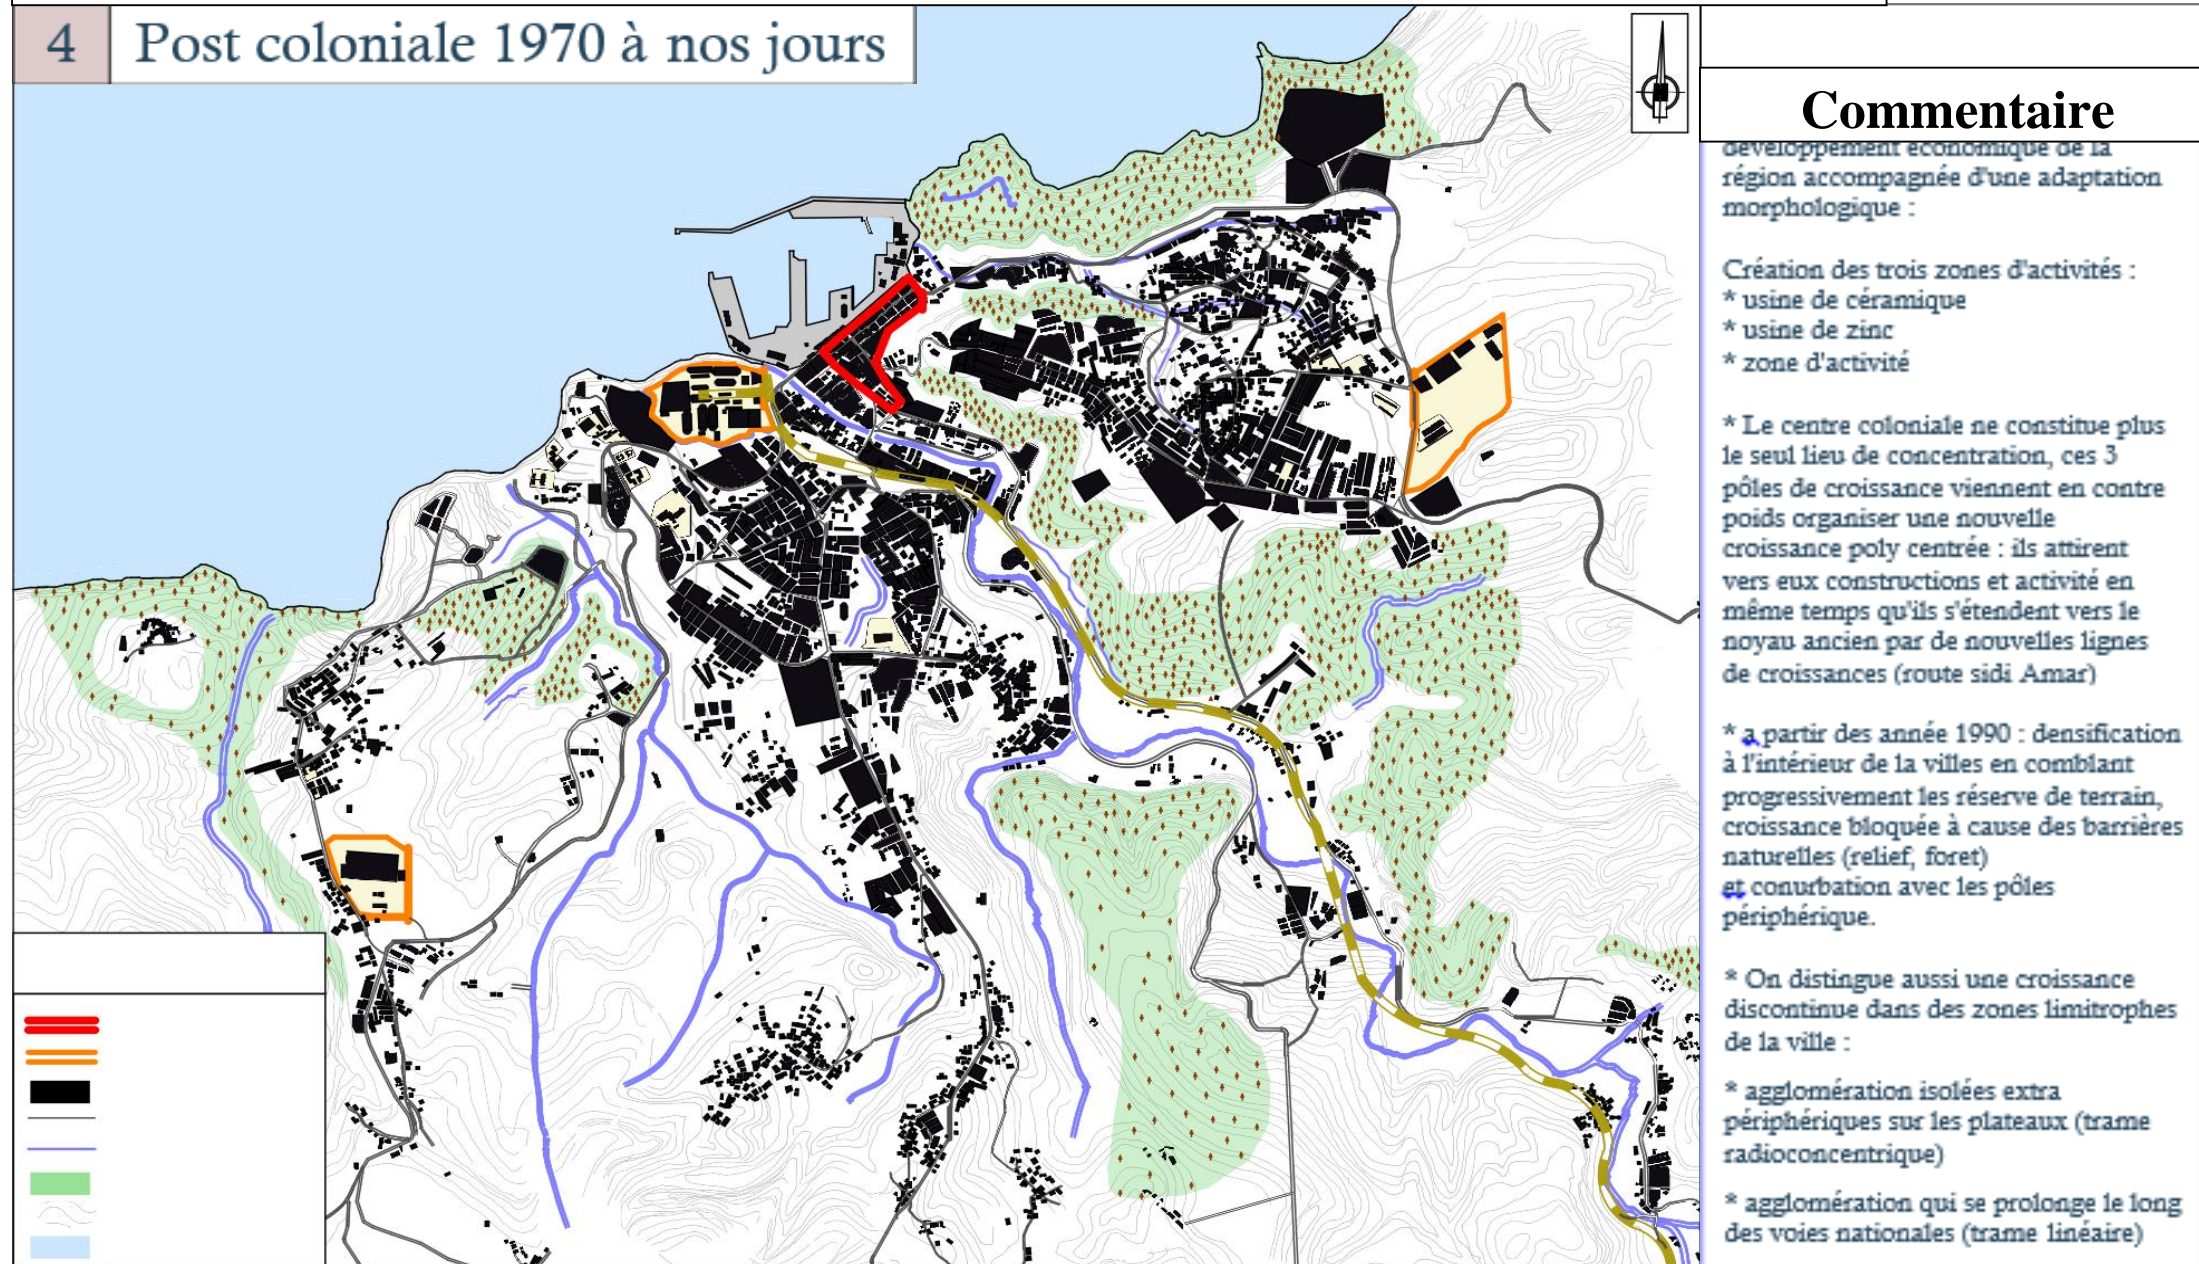 4
Post coloniale 1970 à nos jours
Commentaire
développement économique de la
région accompagnée d'une adaptation
morphologique :
Création des trois zones d'activités :
* usine de céramique
* usine de zinc
* zone d'activité
* Le centre coloniale ne constitue plus
le seul lieu de concentration, ces 3
pôles de croissance viennent en contre
poids organiser une nouvelle
croissance poly centrée : ils attirent
vers eux constructions et activité en
même temps qu'ils s'étendent vers le
noyau ancien par de nouvelles lignes
de croissances (route sidi Amar)
* a partir des année 1990 : densification
à l'intérieur de la villes en comblant
progressivement les réserve de terrain,
croissance bloquée à cause des barrières
naturelles (relief, foret)
et conurbation avec les pôles
périphérique.
* On distingue aussi une croissance
discontinue dans des zones limitrophes
de la ville :
* agglomération isolées extra
périphériques sur les plateaux (trame
radioconcentrique)
* agglomération qui se prolonge le long
des voies nationales (trame linéaire)